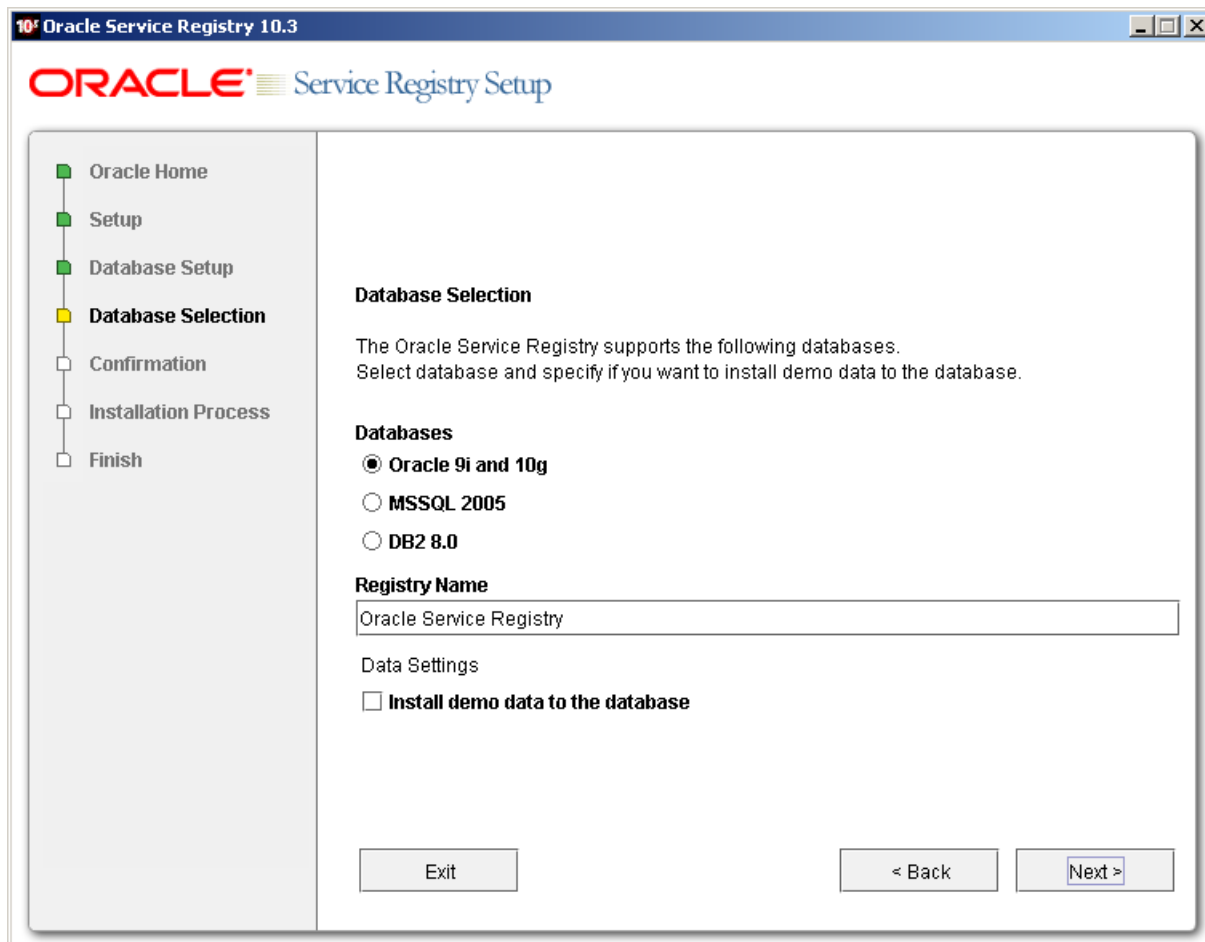 10g Oracle Service Registry 10.3
ORACLE Service Registry Setup
Oracle Home
Setup
Database Setup
Database Selection
Confirmation
Installation Process
Finish
Database Selection
The Oracle Service Registry supports the following databases.
Select database and specify if you want to install demo data to the database.
Databases
Oracle 9i and 10g
MSSQL 2005
DB2 8.0
Registry Name
Oracle Service Registry
Data Settings
Install demo data to the database
Exit
< Back
Next >